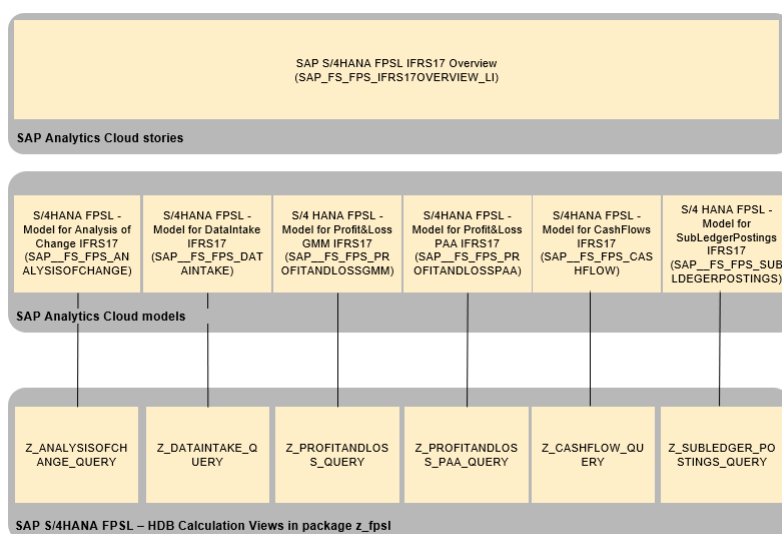 SAP S/4HANA FPSL IFRS17 Overview
(SAP_FS_FPS_IFRS17OVERVIEW_LI)
SAP Analytics Cloud stories
S/4HANA FPSL -
Model for Analysis of
Change IFRS17
(SAP__FS_FPS_AN
ALYSISOFCHANGE)
S/4HANA FPSL -
Model for DataIntake
IFRS17
(SAP__FS_FPS_DAT
AINTAKE)
S/4 HANA FPSL -
Model for Profit&Loss
GMM IFRS17
(SAP__FS_FPS_PR
OFITANDLOSSGMM)
S/4 HANA FPSL -
Model for Profit&Loss
PAA IFRS17
(SAP__FS_FPS_PR
OFITANDLOSSPAA)
S/4 HANA FPSL -
Model for CashFlows
IFRS17
(SAP__FS_FPS_CAS
HFLOW)
S/4 HANA FPSL -
Model for
SubLedgerPostings
IFRS17
(SAP__FS_FPS_SUB
LDEGERPOSTINGS)
SAP Analytics Cloud models
Z_ANALYSISOFCH
ANGE_QUERY
Z_DATAINTAKE_Q
UERY
Z_PROFITANDLOS
S_QUERY
Z_PROFITANDLOS
S_PAA_QUERY
Z_CASHFLOW_QU
ERY
Z_SUBLEDGER_PO
STINGS_QUERY
SAP S/4HANA FPSL – HDB Calculation Views in package z_fpsl